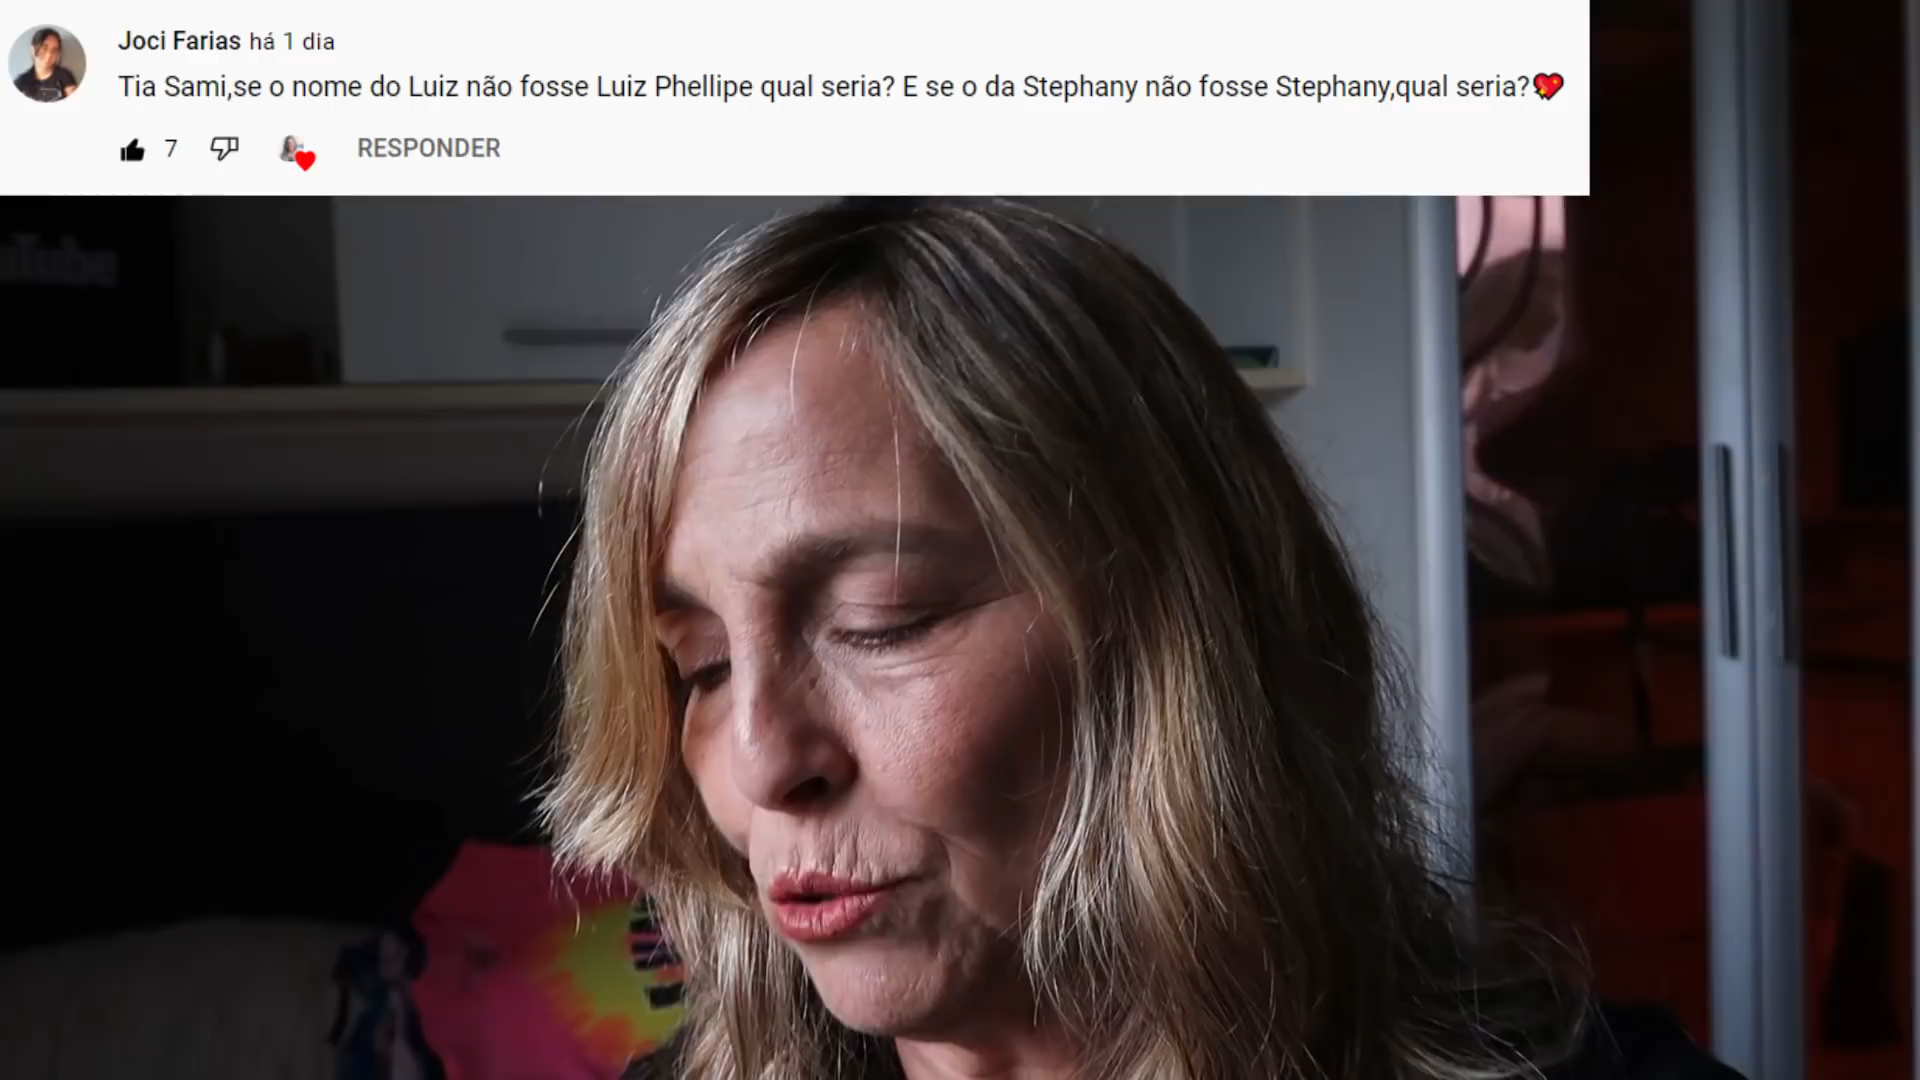 Joci Farias há 1 dia
Tia Sami,se o nome do Luiz não fosse Luiz Phellipe qual seria? E se o da Stephany não fosse Stephany,qual seria?💖
7 RESPONDER